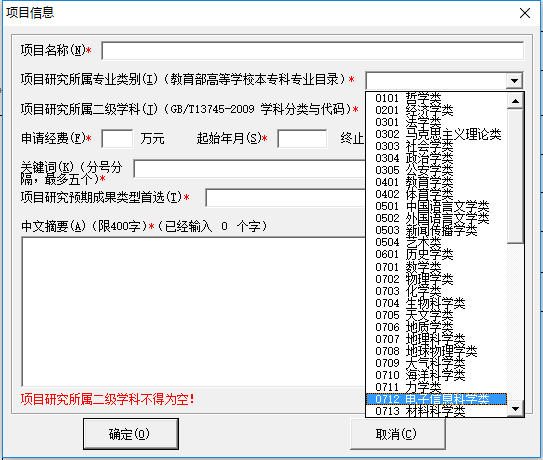 项目信息
项目名称(N)*
项目研究所属专业类别(I)(教育部高等学校本专科专业目录)*
项目研究所属二级学科(I)(GB/T13745-2009 学科分类与代码)*
申请经费(F)* 万元 起始年月(S)* 终止
关键词(K)(分号分
隔,最多五个)*
项目研究预期成果类型首选(I)*
中文摘要(A)(限400字)*(已经输入 0 个字)
0101 哲学类
0201 经济学类
0301 法学类
0302 马克思主义理论类
0303 社会学类
0304 政治学类
0305 公安学类
0401 教育学类
0402 体育学类
0501 中国语言文学类
0502 外国语言文学类
0503 新闻传播学类
0504 艺术类
0601 历史学类
0701 数学类
0702 物理学类
0703 化学类
0704 生物科学类
0705 天文学类
0706 地质学类
0707 地理科学类
0708 地球物理学类
0709 大气科学类
0710 海洋科学类
0711 力学类
0712 电子信息科学类
0713 材料科学类
项目研究所属二级学科不得为空!
确定(O)
取消(C)